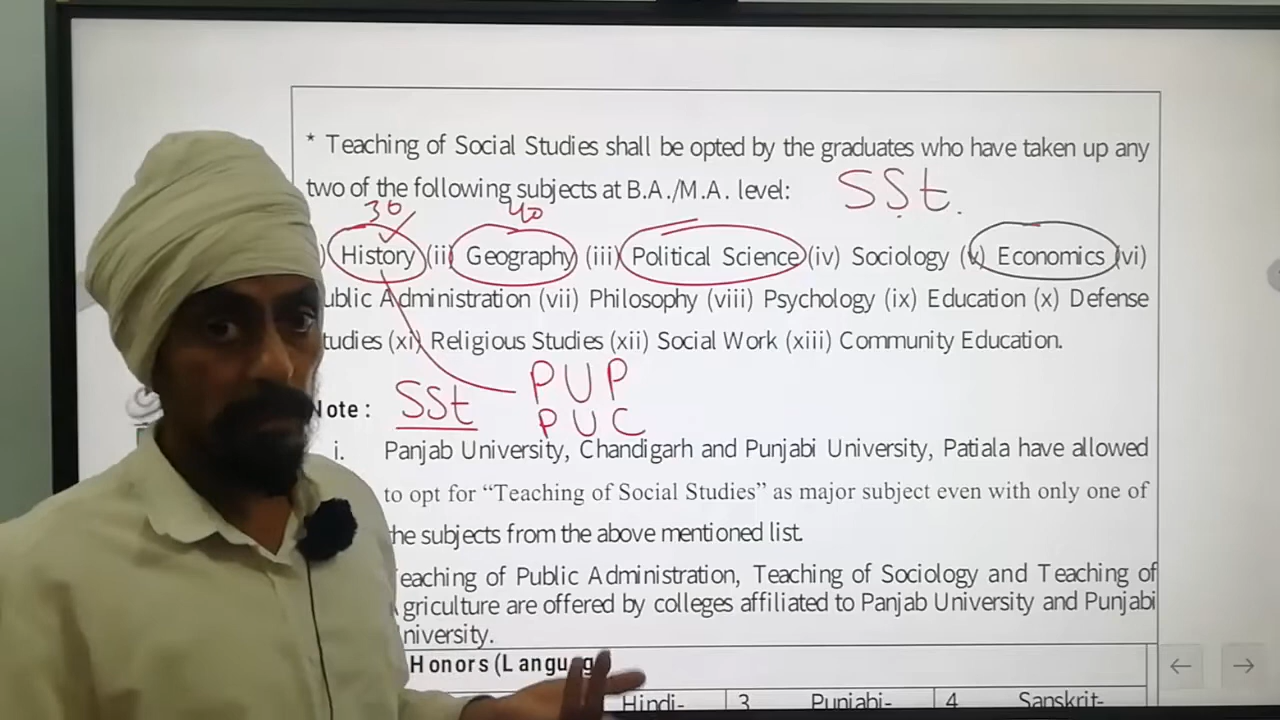 * Teaching of Social Studies shall be opted by the graduates who have taken up any
two of the following subjects at B.A./M.A. level: SSt.
30 40
) History (ii) Geography (iii) Political Science (iv) Sociology (v) Economics (vi)
ublic Administration (vii) Philosophy (viii) Psychology (ix) Education (x) Defense
tudies (xi) Religious Studies (xii) Social Work (xiii) Community Education.
PUP
Note : SSt PUC
i. Panjab University, Chandigarh and Punjabi University, Patiala have allowed
to opt for “Teaching of Social Studies” as major subject even with only one of
he subjects from the above mentioned list.
eaching of Public Administration, Teaching of Sociology and Teaching of
Agriculture are offered by colleges affiliated to Panjab University and Punjabi
niversity.
Honors (Languag
Hindi- 3 Punjabi- 4 Sanskrit-